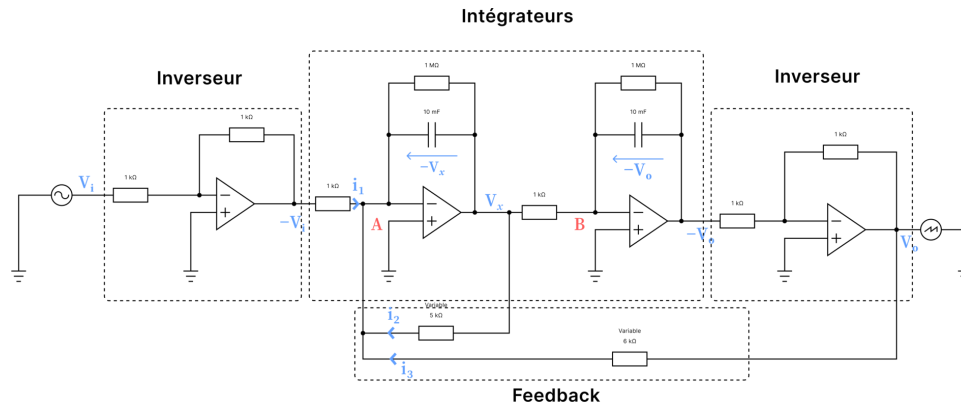 Intégrateurs
Inverseur
Inverseur
1 MΩ
1 MΩ
10 mF
10 mF
1 kΩ
1 kΩ
−Vₓ
−Vₒ
Vᵢ
1 kΩ
1 kΩ
i₁
Vₓ
1 kΩ
1 kΩ
−Vᵢ
A
B
−Vₒ
Vₒ
Variable
5 kΩ
i₂
Variable
6 kΩ
i₃
Feedback